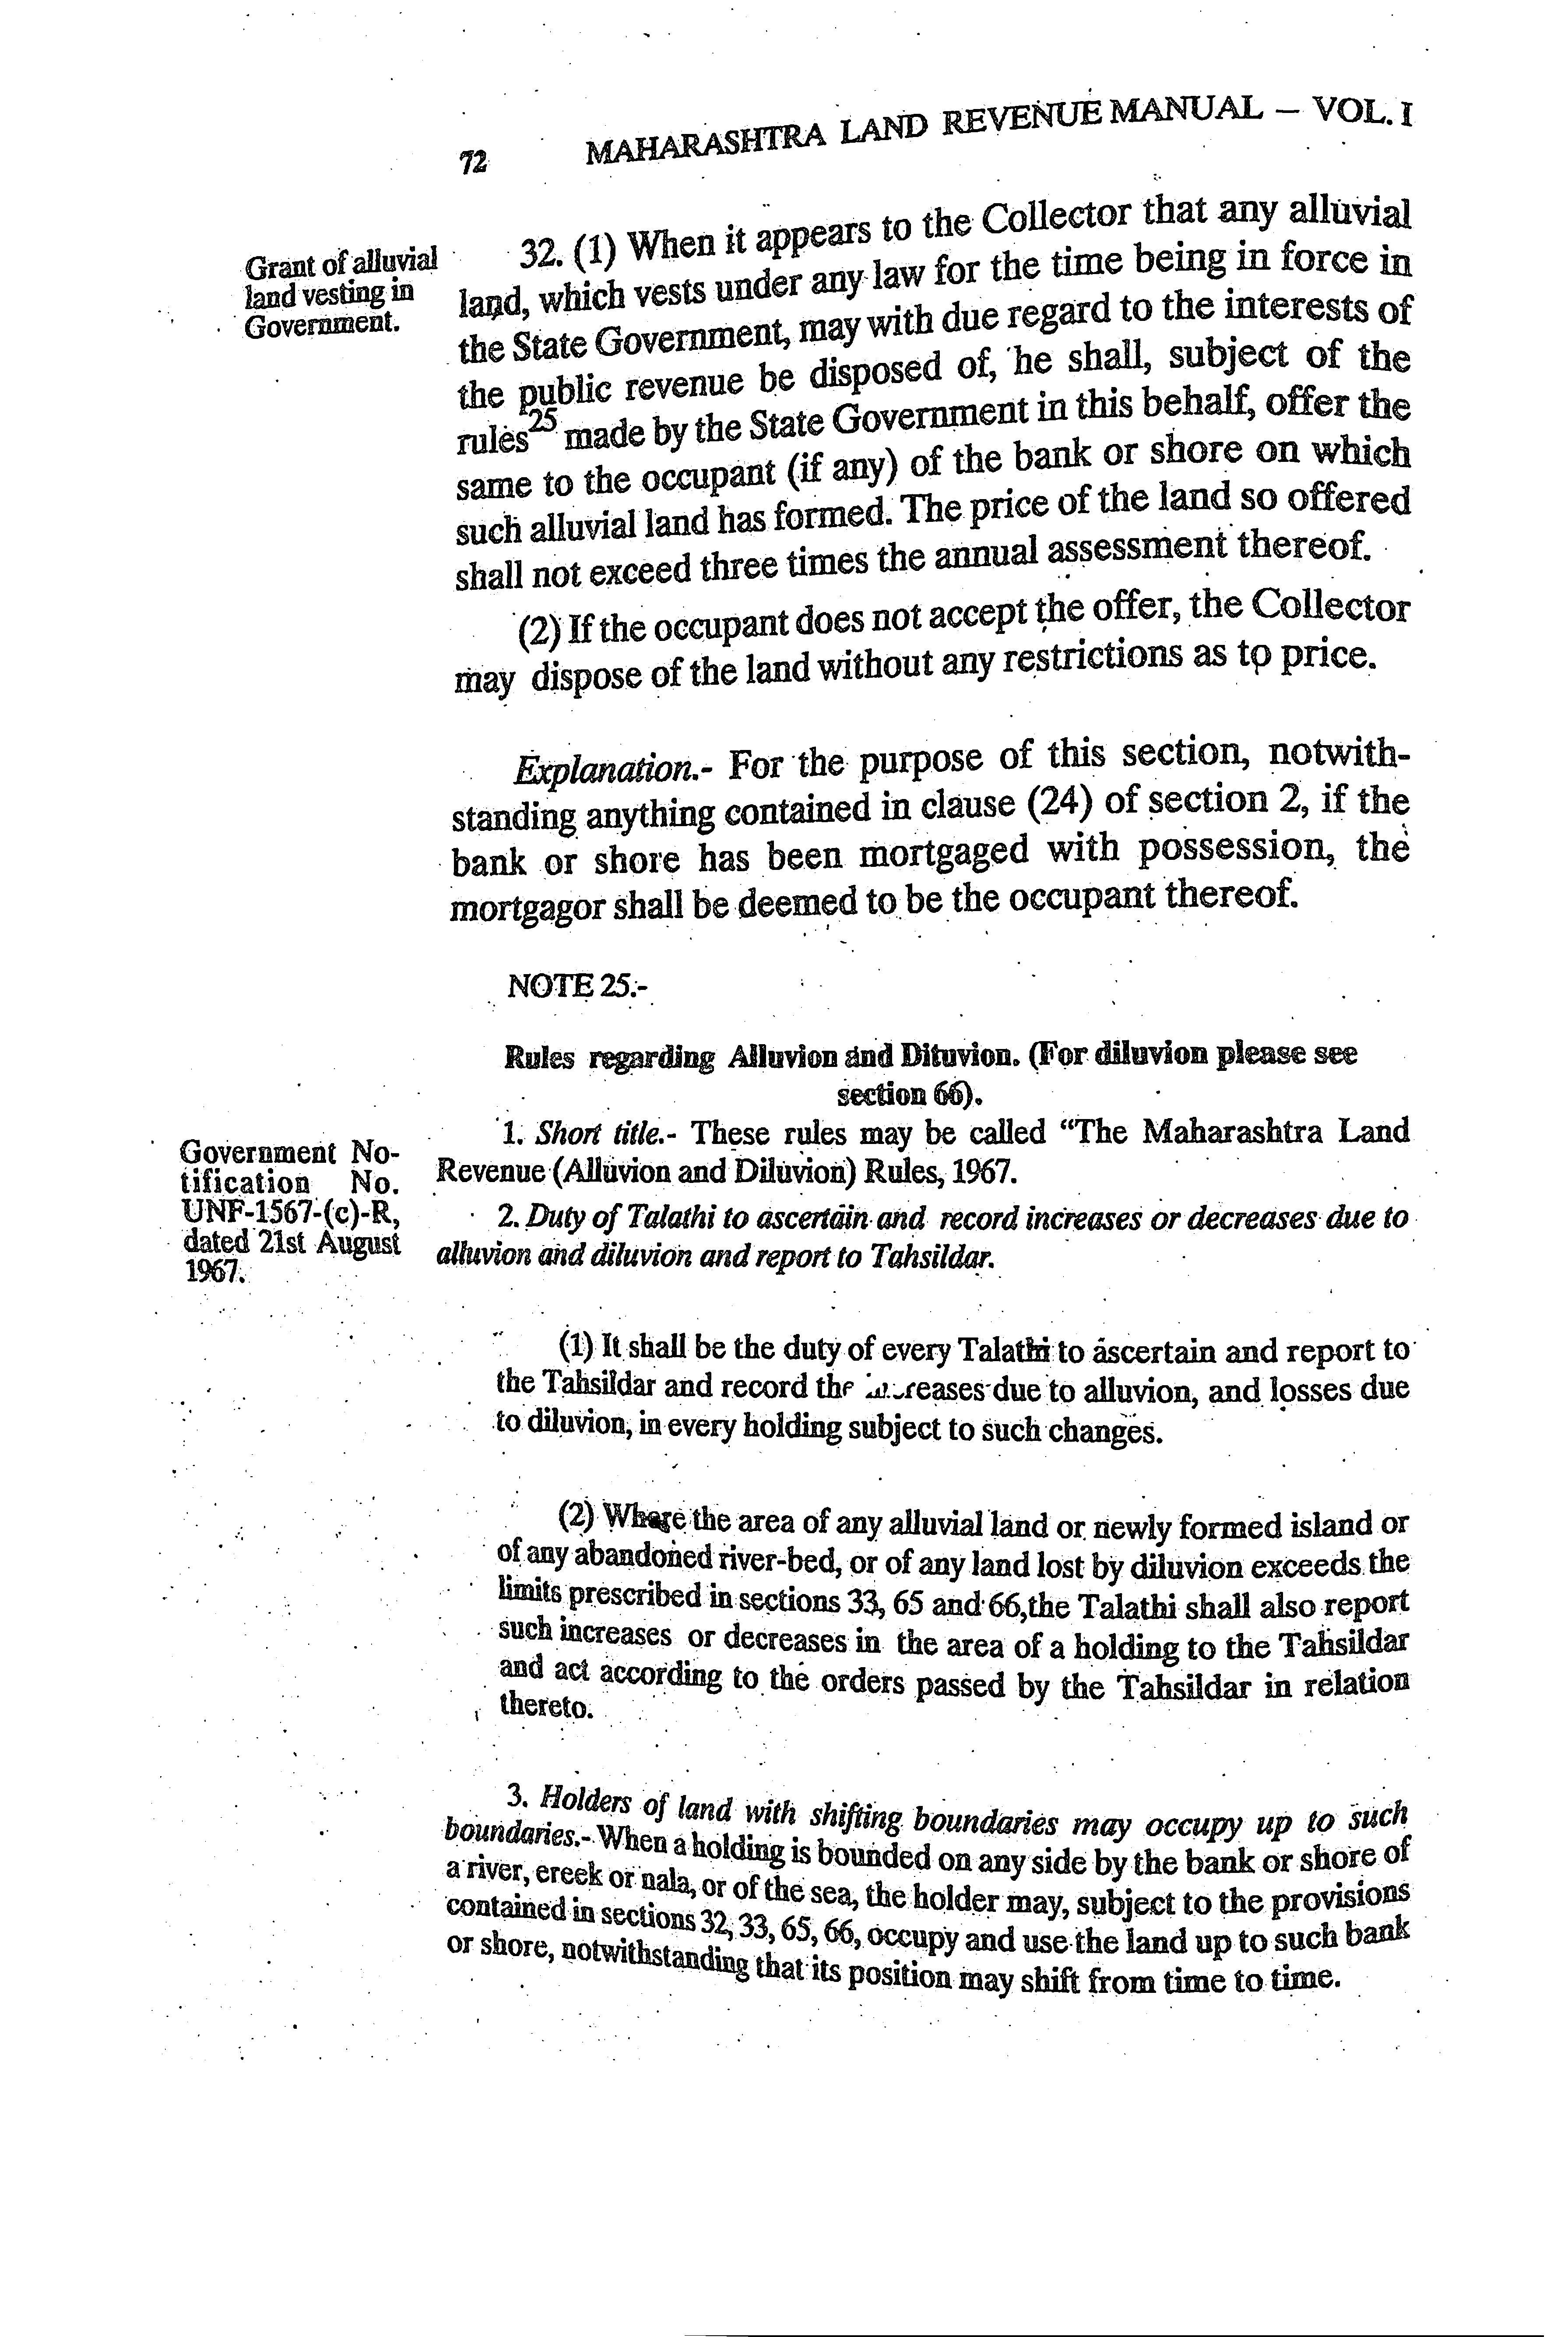 72 MAHARASHTRA LAND REVENUE MANUAL – VOL. I
Grant of alluvial
land vesting in
Government.
32. (1) When it appears to the Collector that any alluvial
land, which vests under any law for the time being in force in
the State Government, may with due regard to the interests of
the public revenue be disposed of, he shall, subject of the
rules25 made by the State Government in this behalf, offer the
same to the occupant (if any) of the bank or shore on which
such alluvial land has formed. The price of the land so offered
shall not exceed three times the annual assessment thereof.
(2) If the occupant does not accept the offer, the Collector
may dispose of the land without any restrictions as to price.
Explanation.- For the purpose of this section, notwith-
standing anything contained in clause (24) of section 2, if the
bank or shore has been mortgaged with possession, the
mortgagor shall be deemed to be the occupant thereof.
NOTE 25.-
Rules regarding Alluvion and Dituvion. (For diluvion please see
section 66).
Government No-
tification No.
UNF-1567-(c)-R,
dated 21st August
1967.
1. Short title.- These rules may be called “The Maharashtra Land
Revenue (Alluvion and Diluvion) Rules, 1967.
2. Duty of Talathi to ascertain and record increases or decreases due to
alluvion and diluvion and report to Tahsildar.
(1) It shall be the duty of every Talathi to ascertain and report to
the Tahsildar and record the due to alluvion, and losses due
to diluvion, in every holding subject to such changes.
(2) Where the area of any alluvial land or newly formed island or
of any abandoned river-bed, or of any land lost by diluvion exceeds the
limits prescribed in sections 33, 65 and 66,the Talathi shall also report
such increases or decreases in the area of a holding to the Tahsildar
and act according to the orders passed by the Tahsildar in relation
thereto.
3. Holders of land with shifting boundaries may occupy up to such
boundaries.- When a holding is bounded on any side by the bank or shore of
a river, ereek or nala, or of the sea, the holder may, subject to the provisions
contained in sections 32, 33, 65, 66, occupy and use the land up to such bank
or shore, notwithstanding that its position may shift from time to time.